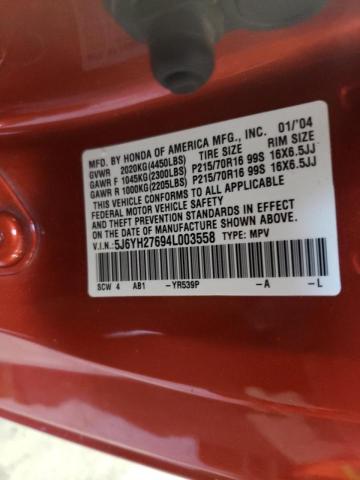 MFD. BY HONDA OF AMERICA MFG., INC. 01/'04
GVWR 2020KG(4450LBS) TIRE SIZE RIM SIZE
GAWR F 1045KG(2300LBS) P215/70R16 99S 16X6.5JJ
GAWR R 1000KG(2205LBS) P215/70R16 99S 16X6.5JJ
THIS VEHICLE CONFORMS TO ALL APPLICABLE
FEDERAL MOTOR VEHICLE SAFETY STANDARDS IN
EFFECT ON THE DATE OF MANUFACTURE SHOWN ABOVE.
V.I.N.:5J6YH27694L003558 TYPE: MPV
SCW 4 AB1 -YR539P -A -L